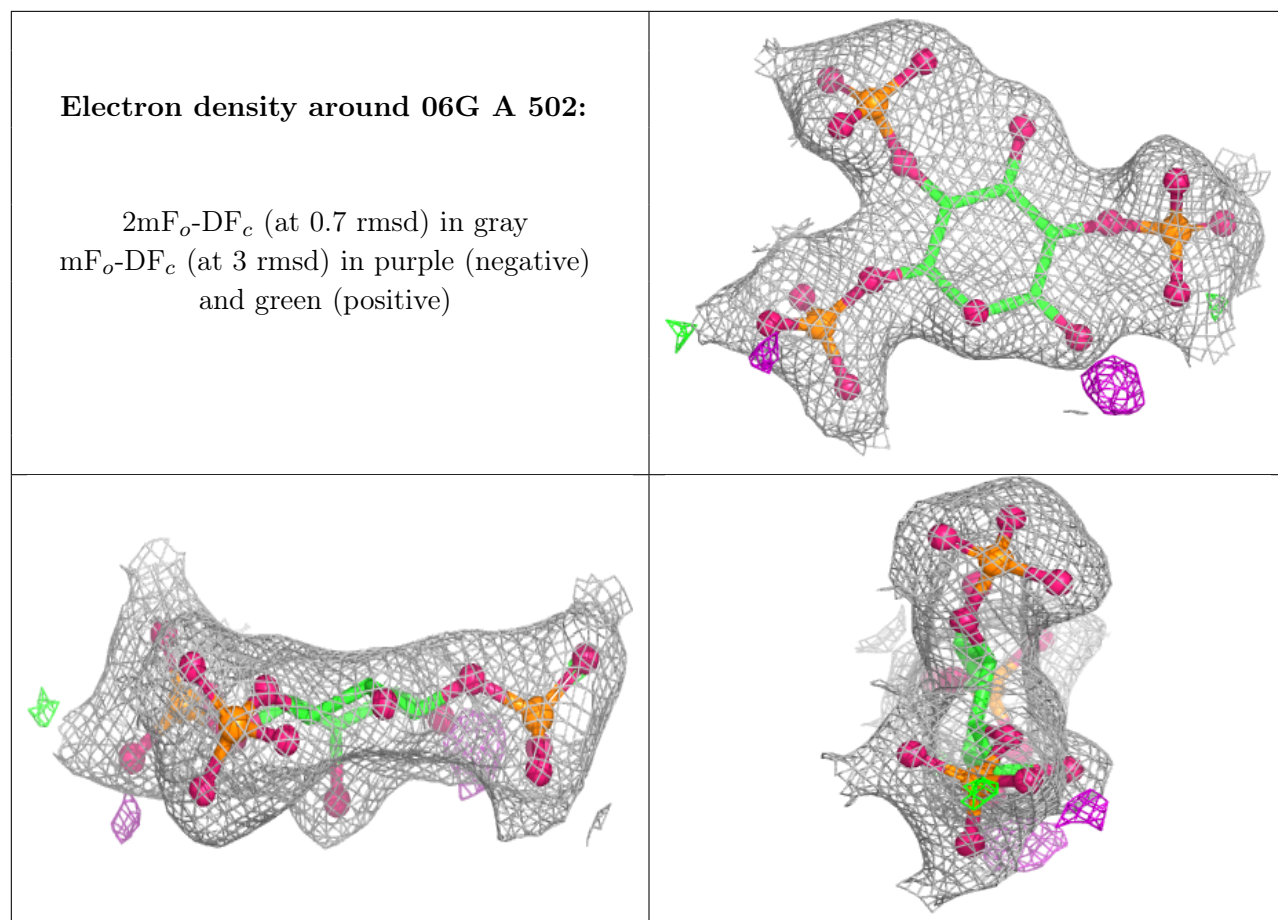 Electron density around 06G A 502:
2mFo-DFc (at 0.7 rmsd) in gray
mFo-DFc (at 3 rmsd) in purple (negative)
and green (positive)